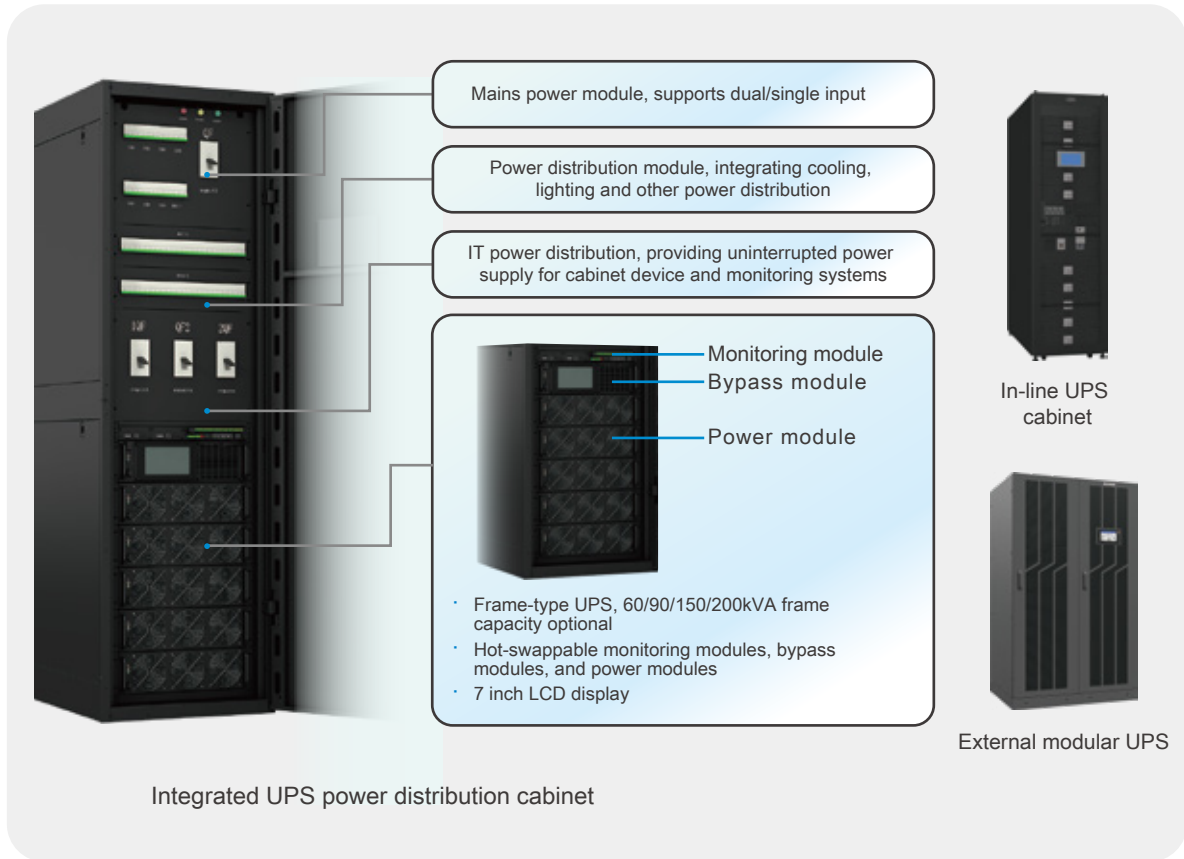 Mains power module, supports dual/single input
Power distribution module, integrating cooling,
lighting and other power distribution
IT power distribution, providing uninterrupted power
supply for cabinet device and monitoring systems
Monitoring module
Bypass module
Power module
· Frame-type UPS, 60/90/150/200kVA frame
capacity optional
· Hot-swappable monitoring modules, bypass
modules, and power modules
· 7 inch LCD display
Integrated UPS power distribution cabinet
In-line UPS
cabinet
External modular UPS